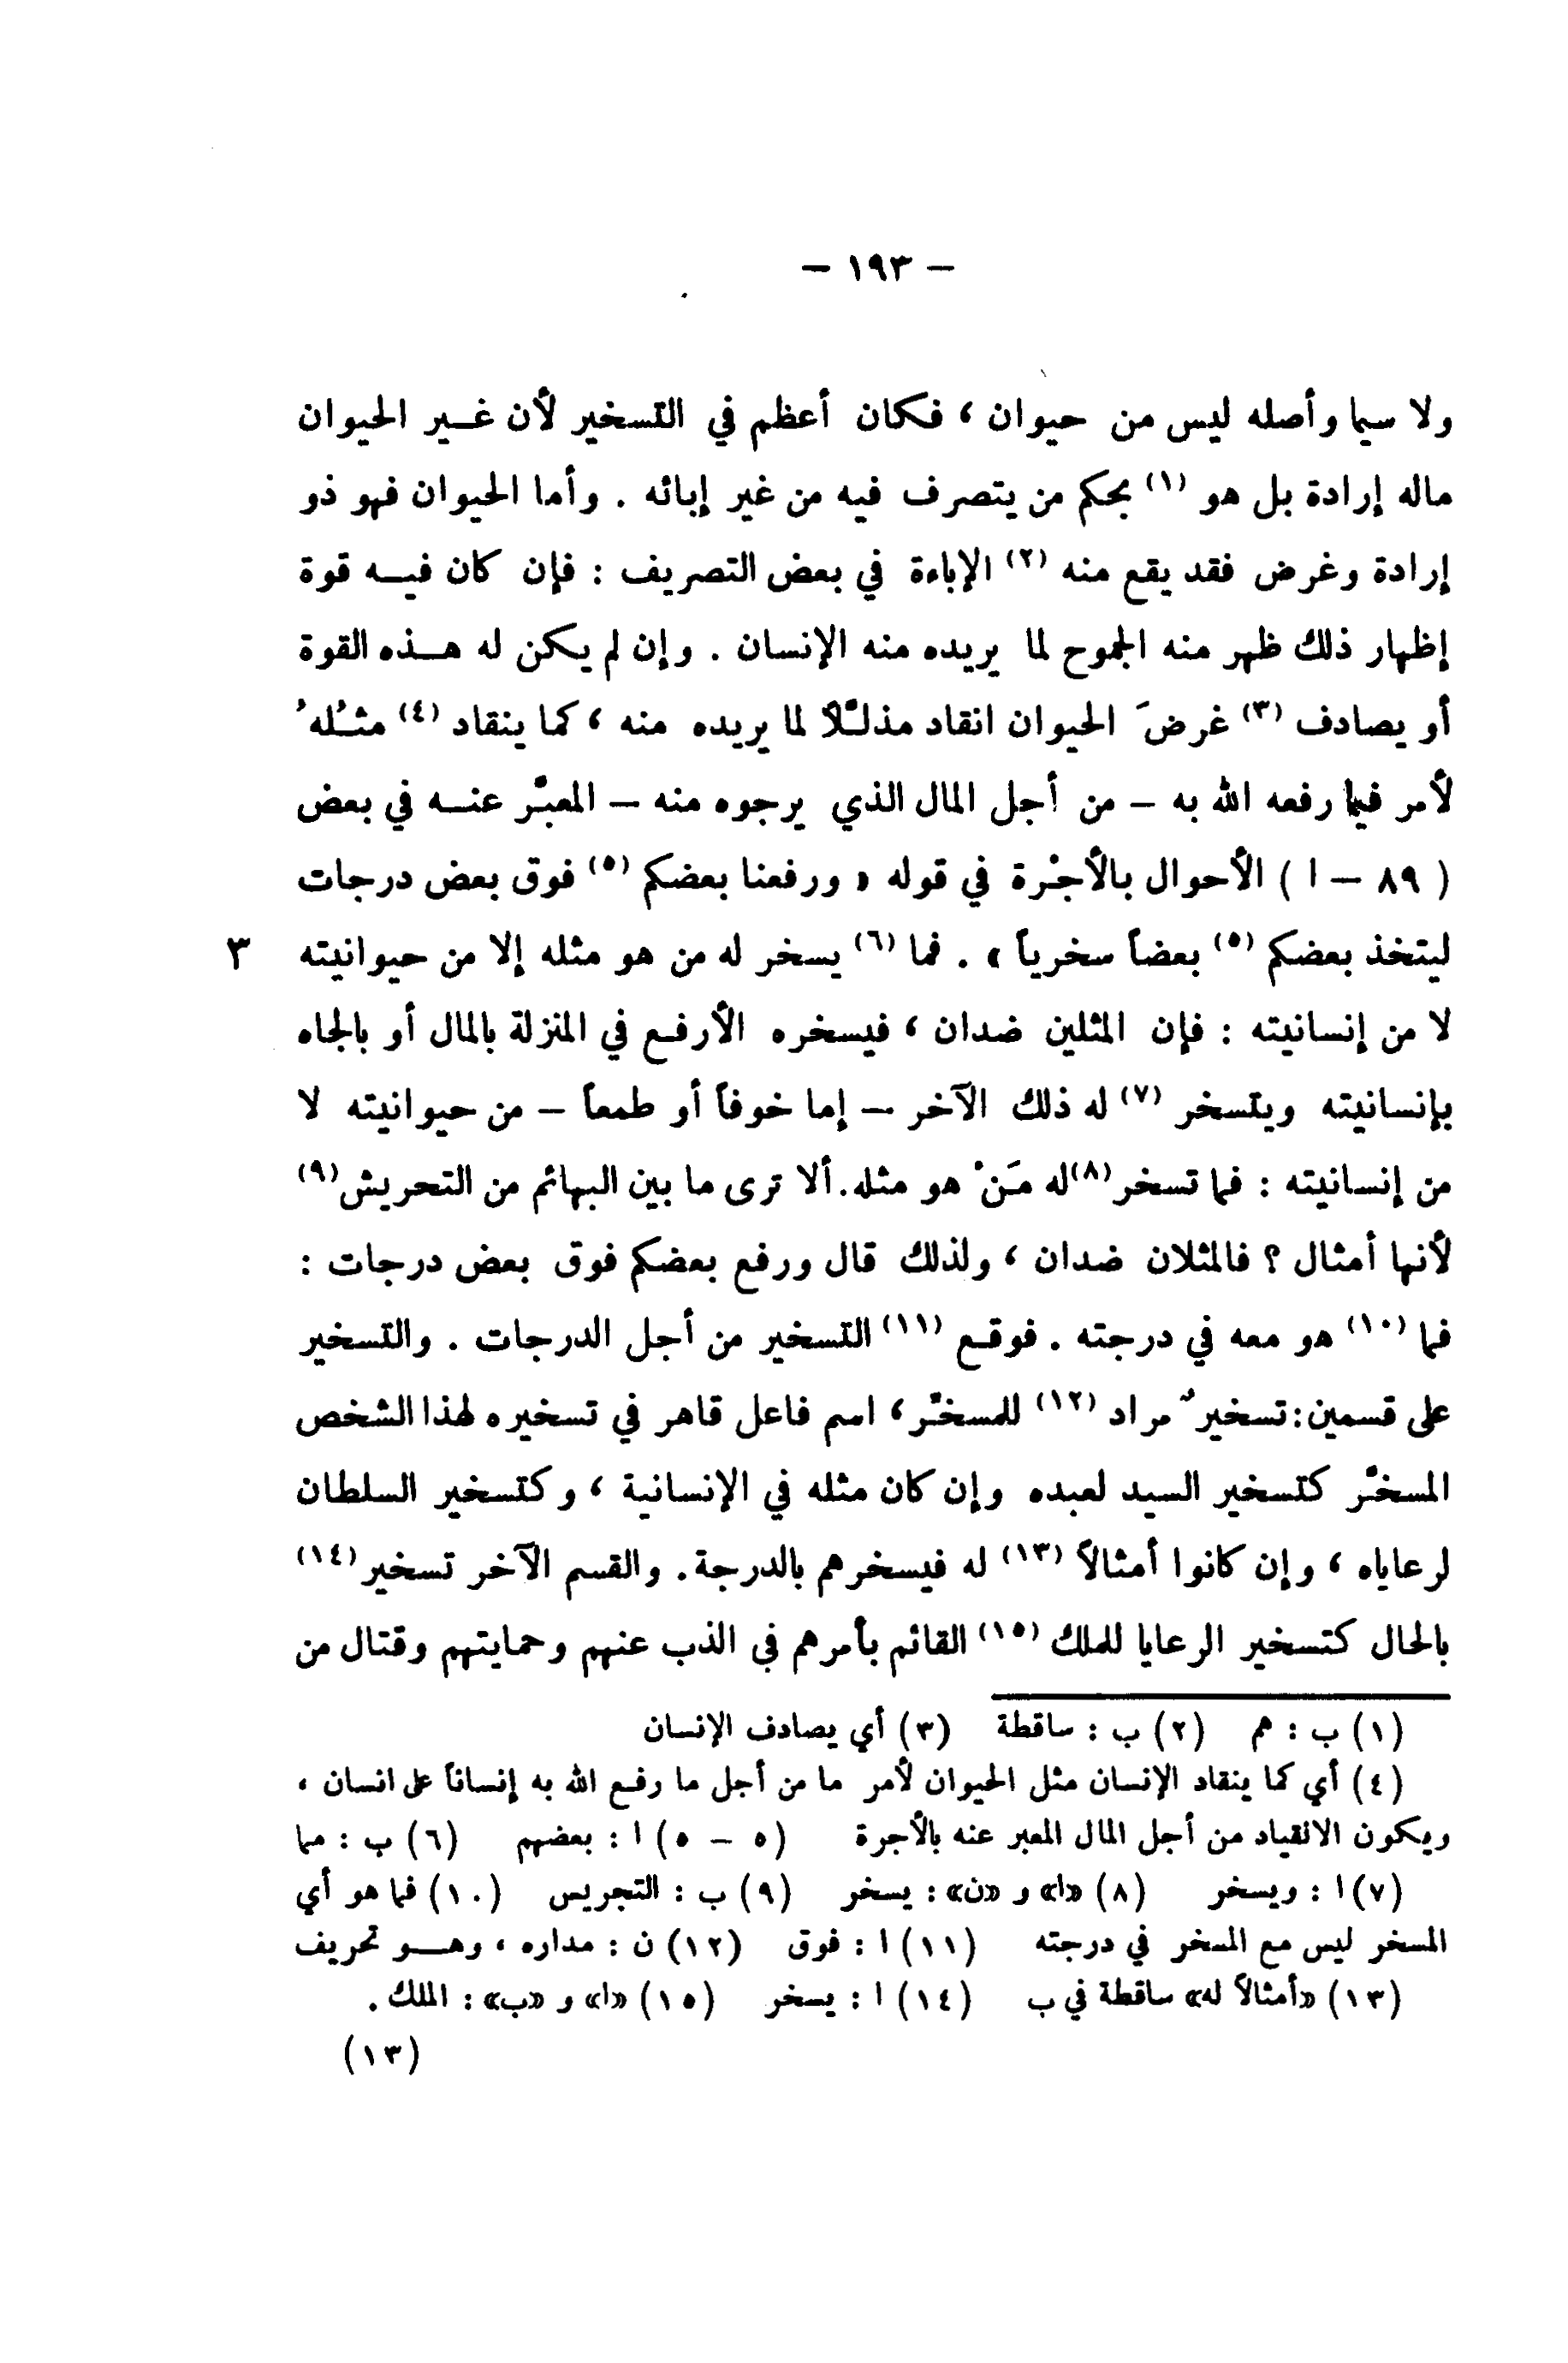 – ١٩٣ –
ولا سيما وأصله ليس من حيوان ، فكان أعظم في التسخير لأن غـير الحيوان
ماله إرادة بل هو (١) بحكم من يتصرف فيه من غير إبائه . وأما الحيوان فهو ذو
إرادة وغرض فقد يقع منه (٢) الإباءة في بعض التصريف : فإن كان فيـه قوة
إظهار ذلك ظهر منه الجموح لما يريده منه الإنسان . وإن لم يكن له هـذه القوة
أو يصادف (٣) غرضَ الحيوان انقاد مذلَّلًا لما يريده منه ، كما ينقاد (٤) مثـُلهُ
لأمر فيما رفعه الله به – من أجل المال الذي يرجوه منه – المعبَّر عنـه في بعض
( ٨٩ – ا ) الأحوال بالأجْرة في قوله « ورفعنا بعضكم (٥) فوق بعض درجات
ليتخذ بعضكم (٥) بعضاً سخرياً » . فما (٦) يسخر له من هو مثله إلا من حيوانيته ٣
لا من إنسانيته : فإن المثلين ضدان ، فيسخره الأرفـع في المنزلة بالمال أو بالجاه
بإنسانيته ويتسخر (٧) له ذلك الآخر – إما خوفاً أو طمعاً – من حيوانيته لا
من إنسانيته : فما تسخر (٨) له مَنْ هو مثله. ألا ترى ما بين البهائم من التحريش (٩)
لأنها أمثال ؟ فالمثلان ضدان ، ولذلك قال ورفع بعضكم فوق بعض درجات :
فما (١٠) هو معه في درجته . فوقـع (١١) التسخير من أجل الدرجات . والتسخير
على قسمين: تسخيرٌ مراد (١٢) للمسخِّر، اسم فاعل قاهر في تسخيره لهذا الشخص
المسخَّر كتسخير السيد لعبده وإن كان مثله في الإنسانية ، وكتسخير السلطان
لرعاياه ، وإن كانوا أمثالاً (١٣) له فيسخرهم بالدرجة. والقسم الآخر تسخير (١٤)
بالحال كتسخير الرعايا للملك (١٥) القائم بأمرهم في الذب عنهم وحمايتهم وقتال من
(١) ب : هم (٢) ب : ساقطة (٣) أي يصادف الإنسان
(٤) أي كما ينقاد الإنسان مثل الحيوان لأمر ما من أجل ما رفـع الله به إنساناً على انسان ،
ويكون الانقياد من أجل المال المعبر عنه بالأجرة (٥ – ٥) ا : بعضهم (٦) ب : مما
(٧) ا : ويسخر (٨) «ا» و «ن» : يسخر (٩) ب : التجريس (١٠) فما هو أي
المسخر ليس مع المسخر في درجته (١١) ا : فوق (١٢) ن : مداره ، وهـو تحريف
(١٣) «أمثالاً له» ساقطة في ب (١٤) ا : يسخر (١٥) «ا» و «ب» : الملك .
(١٣)